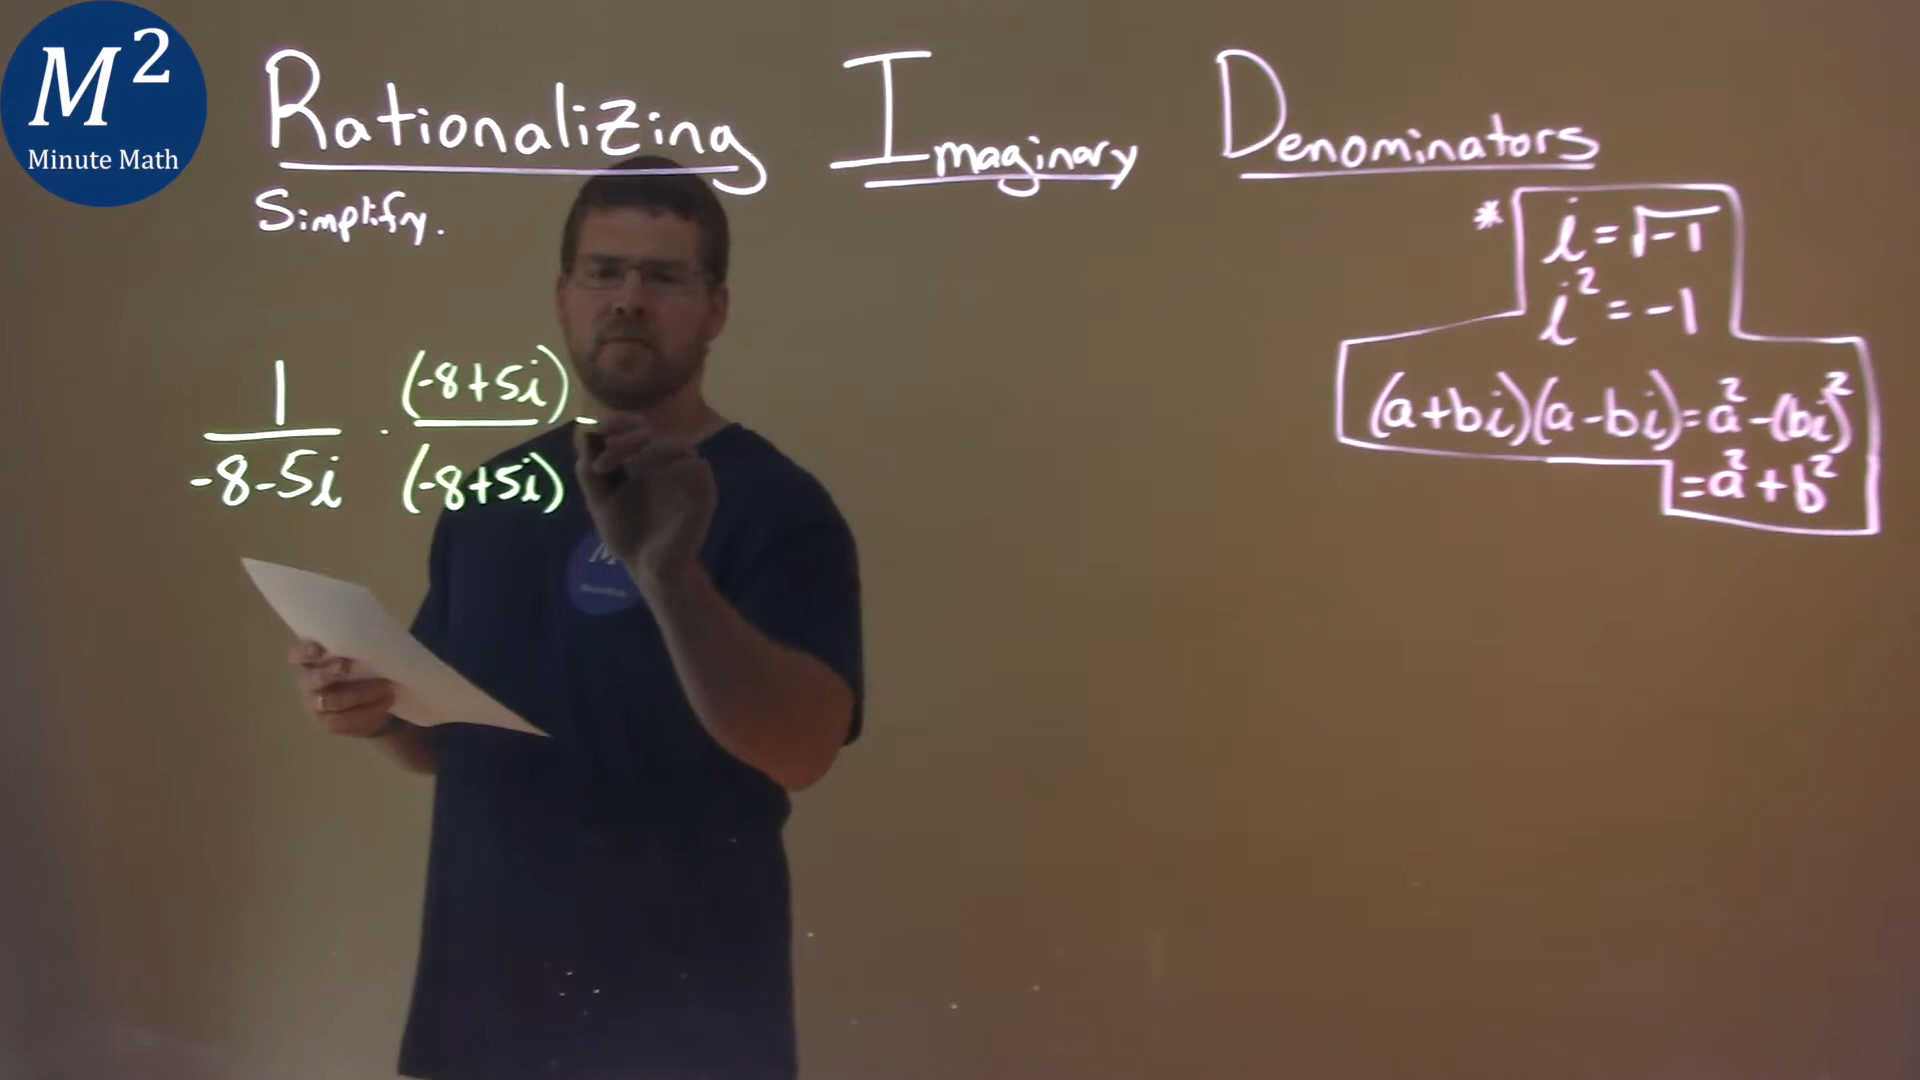 M²
Minute Math
Rationalizing Imaginary Denominators
Simplify.
* i = √-1
i² = -1
(a+bi)(a-bi) = a² - (bi)²
= a² + b²
1 / -8-5i · (-8+5i) / (-8+5i) =
M